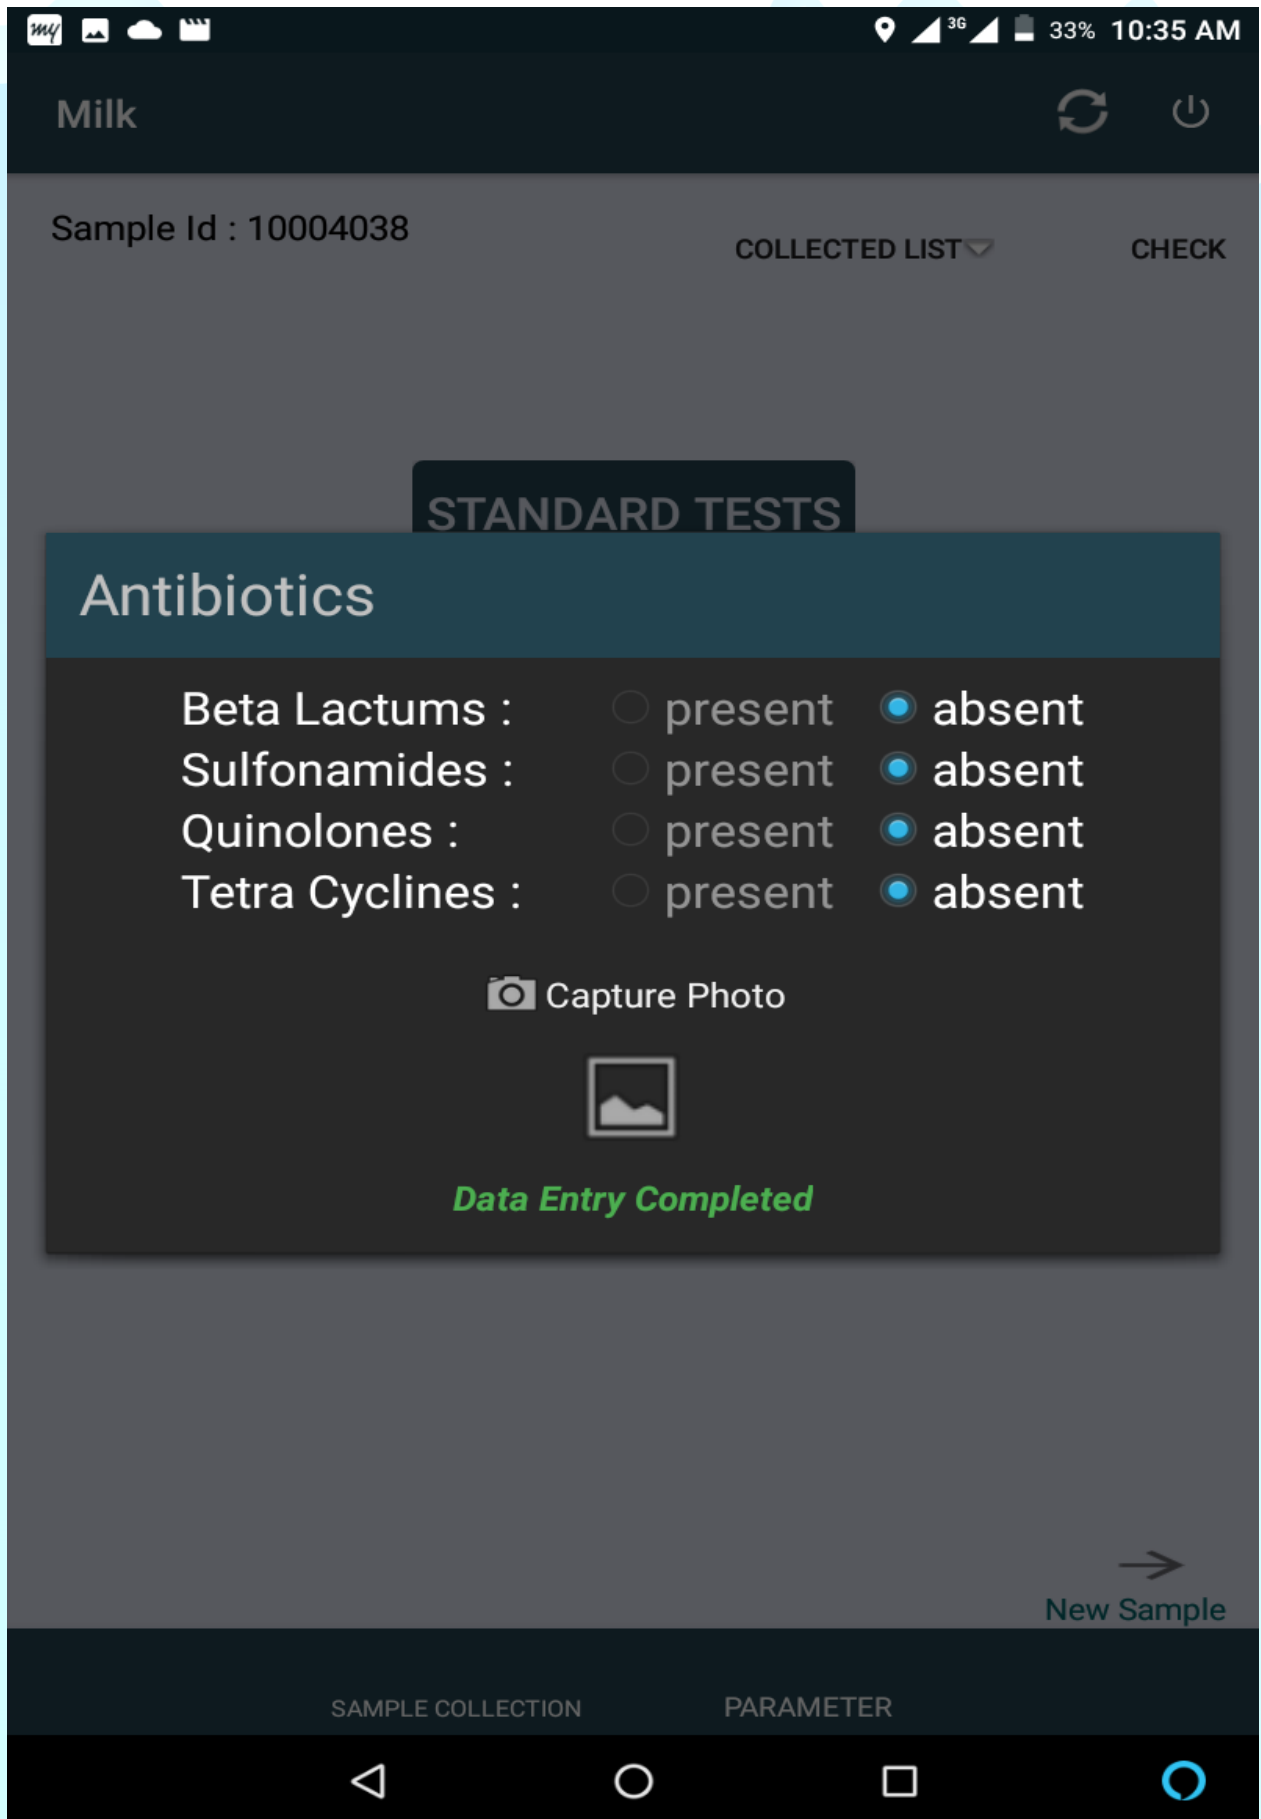 my 3G 33% 10:35 AM
Milk
Sample Id : 10004038
COLLECTED LIST CHECK
STANDARD TESTS
Antibiotics
Beta Lactums : present absent
Sulfonamides : present absent
Quinolones : present absent
Tetra Cyclines : present absent
Capture Photo
Data Entry Completed
New Sample
SAMPLE COLLECTION PARAMETER